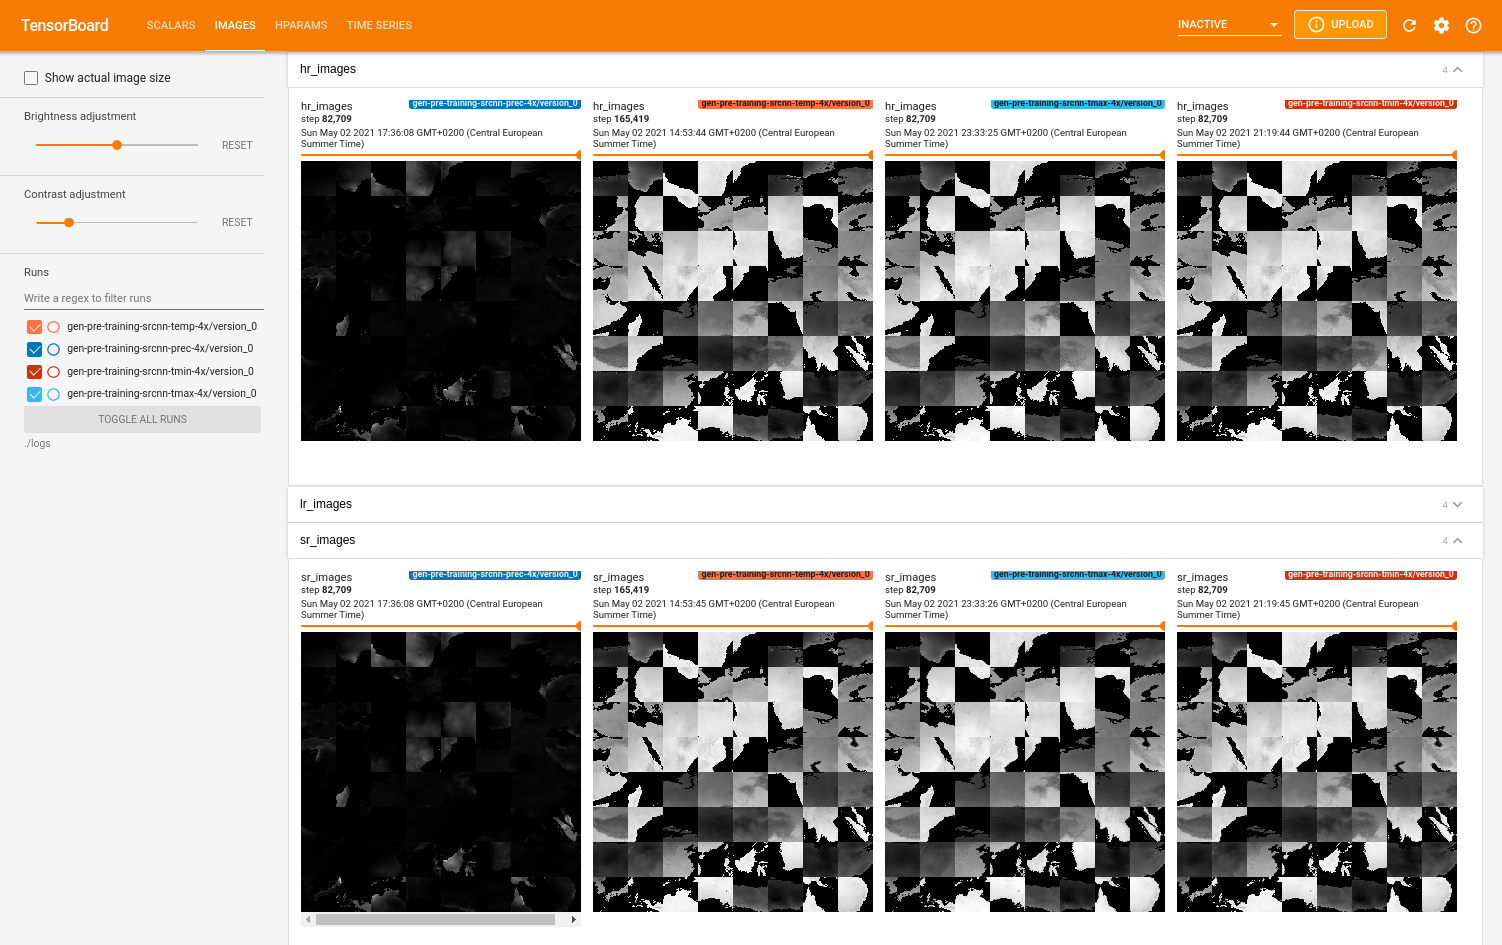 TensorBoard
SCALARS
IMAGES
HPARAMS
TIME SERIES
INACTIVE
UPLOAD
Show actual image size
Brightness adjustment
RESET
Contrast adjustment
RESET
Runs
Write a regex to filter runs
gen-pre-training-srcnn-temp-4x/version_0
gen-pre-training-srcnn-prec-4x/version_0
gen-pre-training-srcnn-tmin-4x/version_0
gen-pre-training-srcnn-tmax-4x/version_0
TOGGLE ALL RUNS
./logs
hr_images
4
hr_images
gen-pre-training-srcnn-prec-4x/version_0
step 82,709
Sun May 02 2021 17:36:08 GMT+0200 (Central European
Summer Time)
hr_images
gen-pre-training-srcnn-temp-4x/version_0
step 165,419
Sun May 02 2021 14:53:44 GMT+0200 (Central European
Summer Time)
hr_images
gen-pre-training-srcnn-tmax-4x/version_0
step 82,709
Sun May 02 2021 23:33:25 GMT+0200 (Central European
Summer Time)
hr_images
gen-pre-training-srcnn-tmin-4x/version_0
step 82,709
Sun May 02 2021 21:19:44 GMT+0200 (Central European
Summer Time)
lr_images
4
sr_images
4
sr_images
gen-pre-training-srcnn-prec-4x/version_0
step 82,709
Sun May 02 2021 17:36:08 GMT+0200 (Central European
Summer Time)
sr_images
gen-pre-training-srcnn-temp-4x/version_0
step 165,419
Sun May 02 2021 14:53:45 GMT+0200 (Central European
Summer Time)
sr_images
gen-pre-training-srcnn-tmax-4x/version_0
step 82,709
Sun May 02 2021 23:33:26 GMT+0200 (Central European
Summer Time)
sr_images
gen-pre-training-srcnn-tmin-4x/version_0
step 82,709
Sun May 02 2021 21:19:45 GMT+0200 (Central European
Summer Time)